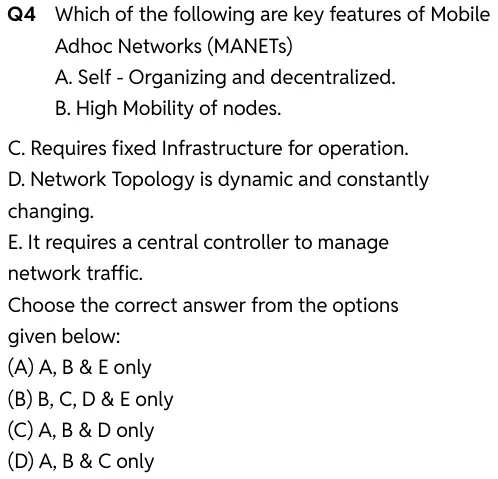 Q4 Which of the following are key features of Mobile
Adhoc Networks (MANETs)
A. Self - Organizing and decentralized.
B. High Mobility of nodes.
C. Requires fixed Infrastructure for operation.
D. Network Topology is dynamic and constantly
changing.
E. It requires a central controller to manage
network traffic.
Choose the correct answer from the options
given below:
(A) A, B & E only
(B) B, C, D & E only
(C) A, B & D only
(D) A, B & C only